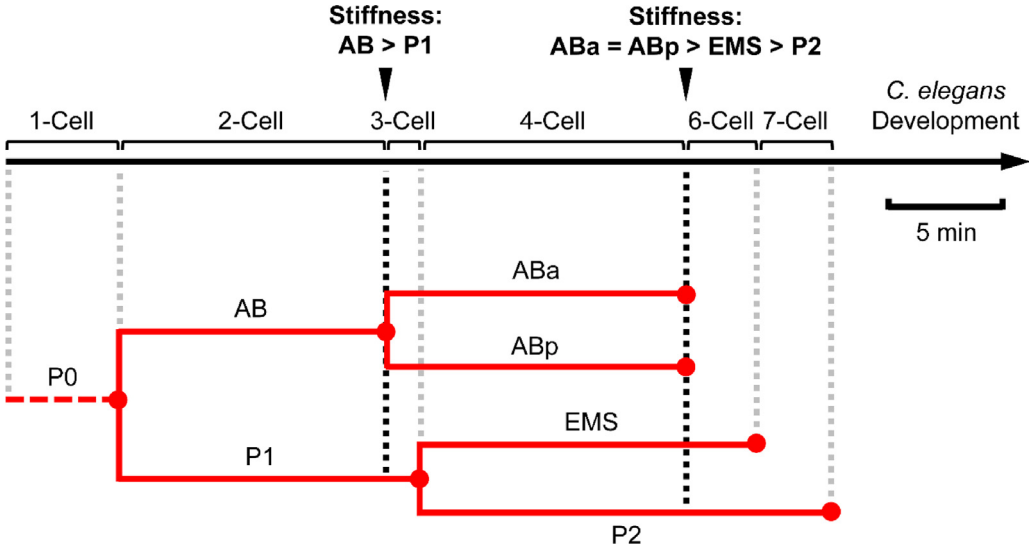 Stiffness:
AB > P1
Stiffness:
ABa = ABp > EMS > P2
C. elegans
Development
1-Cell
2-Cell
3-Cell
4-Cell
6-Cell
7-Cell
5 min
ABa
AB
ABp
P0
EMS
P1
P2